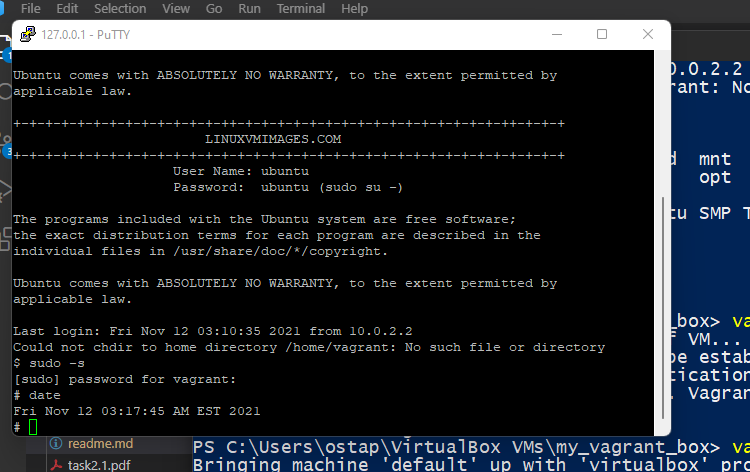 File Edit Selection View Go Run Terminal Help
127.0.0.1 - PuTTY
Ubuntu comes with ABSOLUTELY NO WARRANTY, to the extent permitted by
applicable law.
+-+-+-+-+-+-+-+-+-+-+-+-+-+-+-+-+-+-+-+-+-+-+-+-+-+-+-+-+-+-+-+-+-+-+
LINUXVMIMAGES.COM
+-+-+-+-+-+-+-+-+-+-+-+-+-+-+-+-+-+-+-+-+-+-+-+-+-+-+-+-+-+-+-+-+-+-+
User Name: ubuntu
Password: ubuntu (sudo su -)
The programs included with the Ubuntu system are free software;
the exact distribution terms for each program are described in the
individual files in /usr/share/doc/*/copyright.
Ubuntu comes with ABSOLUTELY NO WARRANTY, to the extent permitted by
applicable law.
Last login: Fri Nov 12 03:10:35 2021 from 10.0.2.2
Could not chdir to home directory /home/vagrant: No such file or directory
$ sudo -s
[sudo] password for vagrant:
# date
Fri Nov 12 03:17:45 AM EST 2021
#
0.0.2.2
rant: No
d mnt
opt
tu SMP T
_box> va
f VM...
be estab
tication
. Vagran
readme.md
task2.1.pdf
PS C:\Users\ostap\VirtualBox VMs\my_vagrant_box> va
Bringing machine 'default' up with 'virtualbox' pro